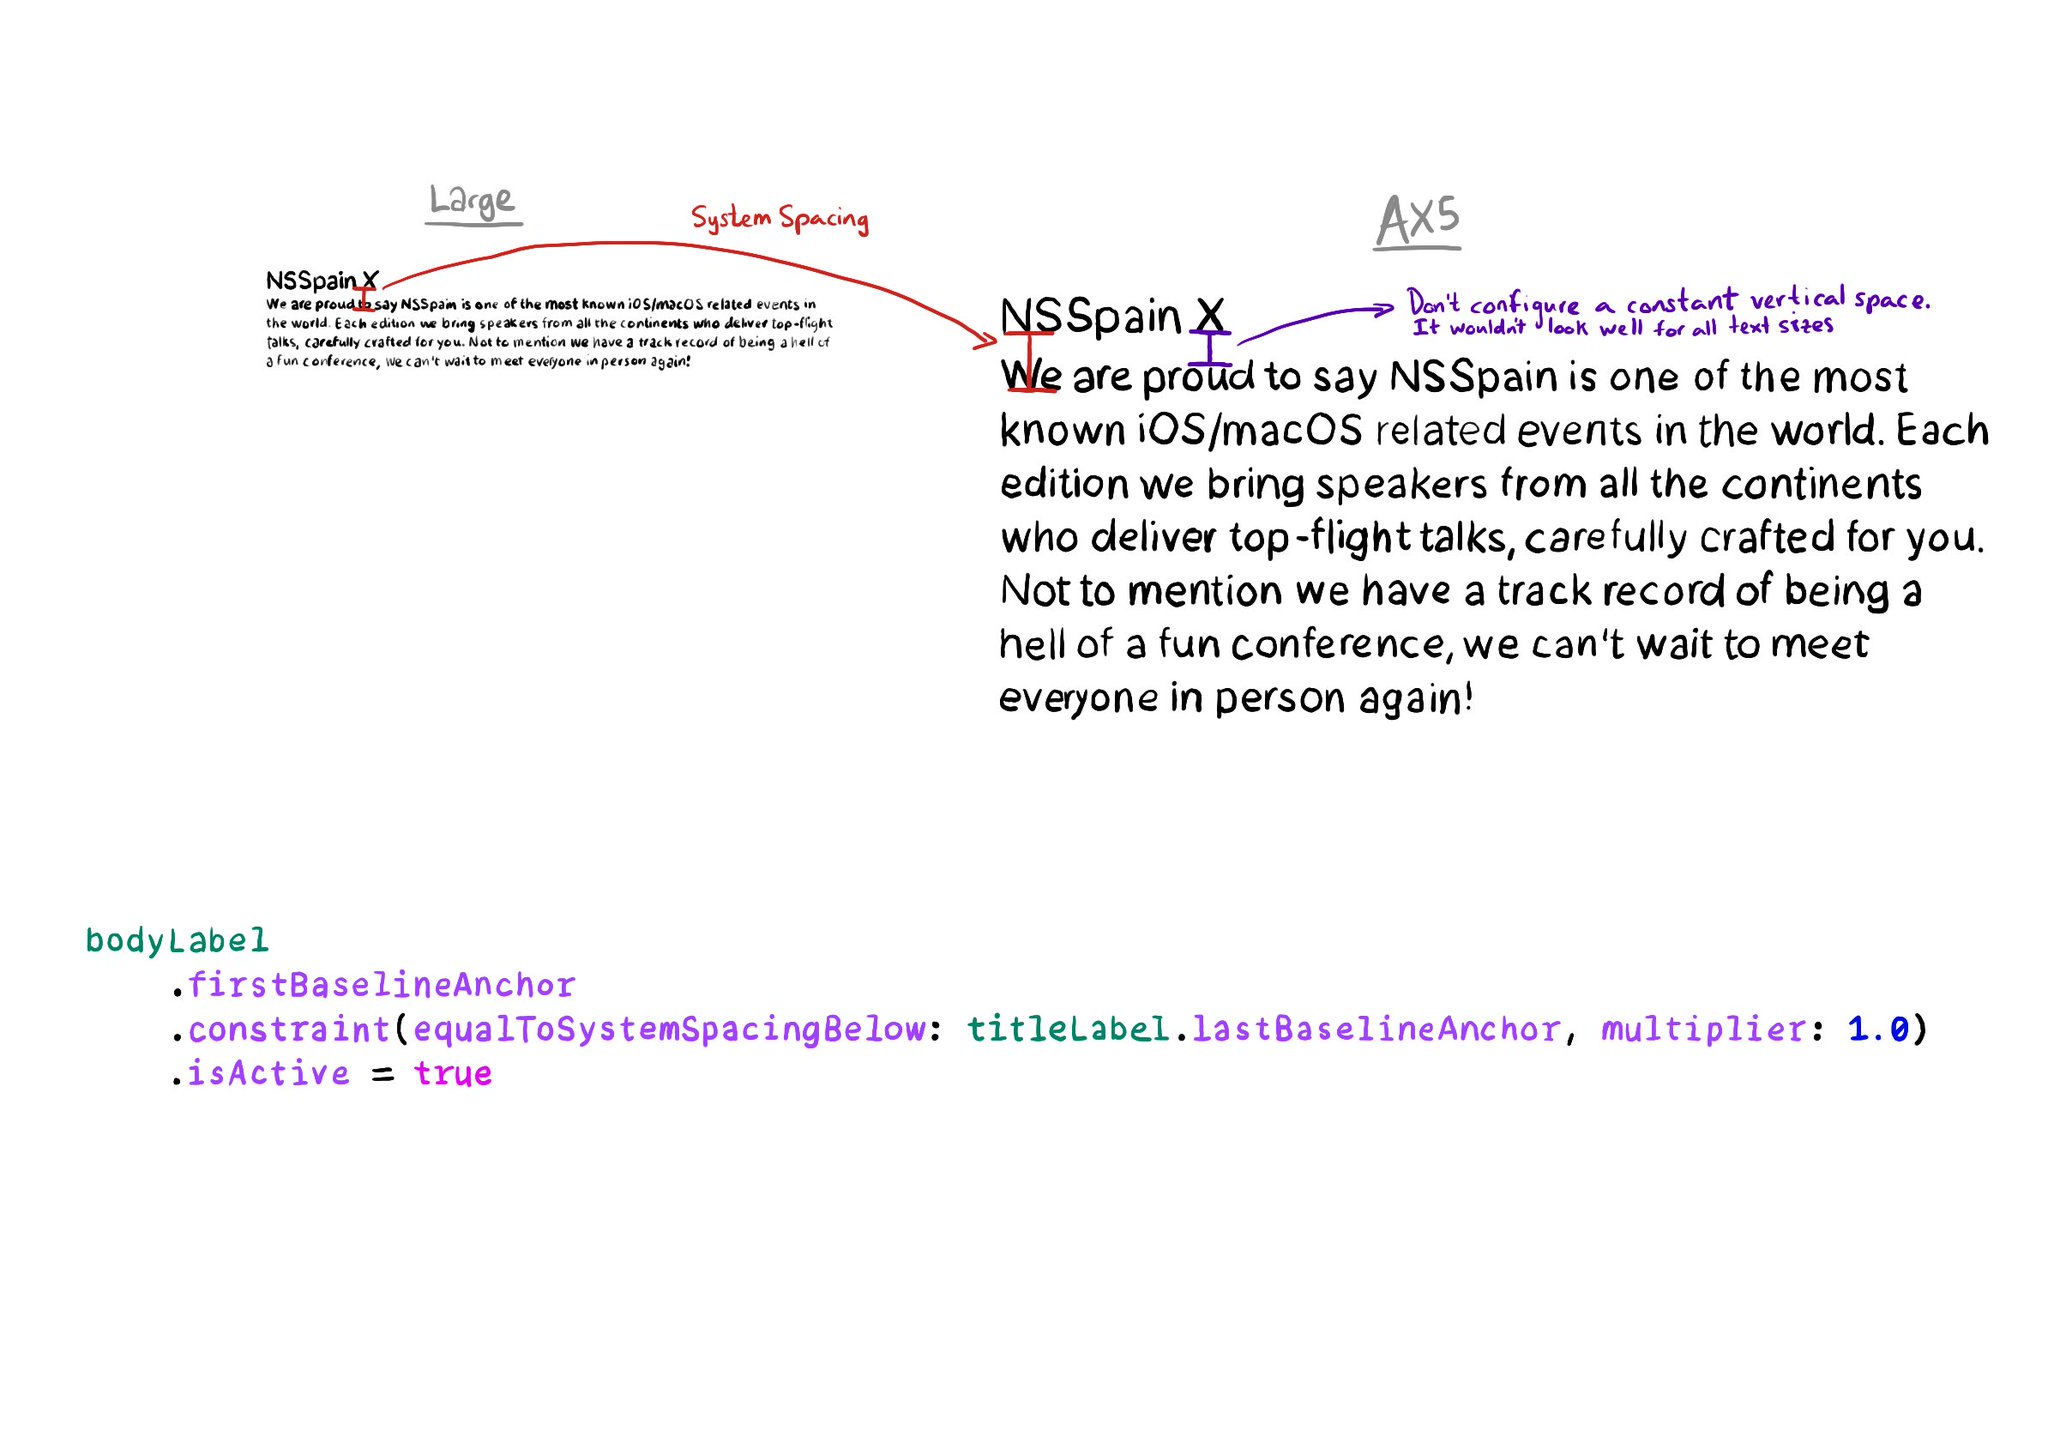 Large
System Spacing
AX5
NSSpain X
We are proud to say NSSpain is one of the most known iOS/macOS related events in
the world. Each edition we bring speakers from all the continents who deliver top-flight
talks, carefully crafted for you. Not to mention we have a track record of being a hell of
a fun conference, we can't wait to meet everyone in person again!
NSSpain X
Don't configure a constant vertical space.
It wouldn't look well for all text sizes
We are proud to say NSSpain is one of the most
known iOS/macOS related events in the world. Each
edition we bring speakers from all the continents
who deliver top-flight talks, carefully crafted for you.
Not to mention we have a track record of being a
hell of a fun conference, we can't wait to meet
everyone in person again!
bodyLabel
.firstBaselineAnchor
.constraint(equalToSystemSpacingBelow: titleLabel.lastBaselineAnchor, multiplier: 1.0)
.isActive = true